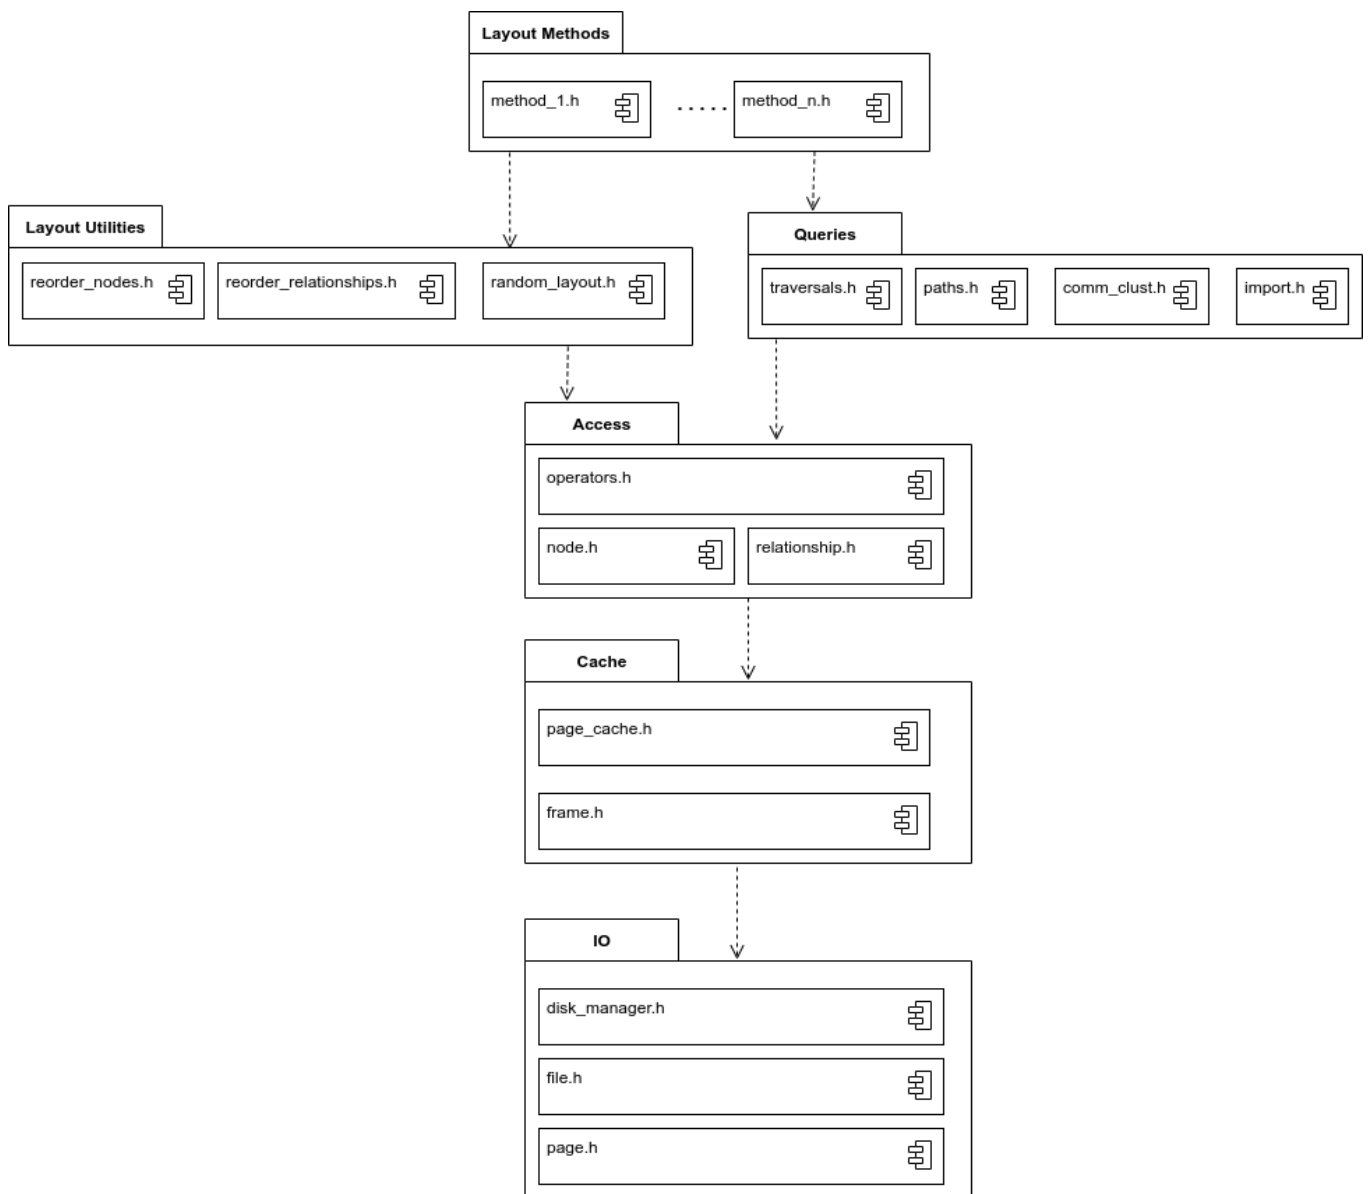 Layout Methods
method_1.h
.....
method_n.h
Layout Utilities
reorder_nodes.h
reorder_relationships.h
random_layout.h
Queries
traversals.h
paths.h
comm_clust.h
import.h
Access
operators.h
node.h
relationship.h
Cache
page_cache.h
frame.h
IO
disk_manager.h
file.h
page.h